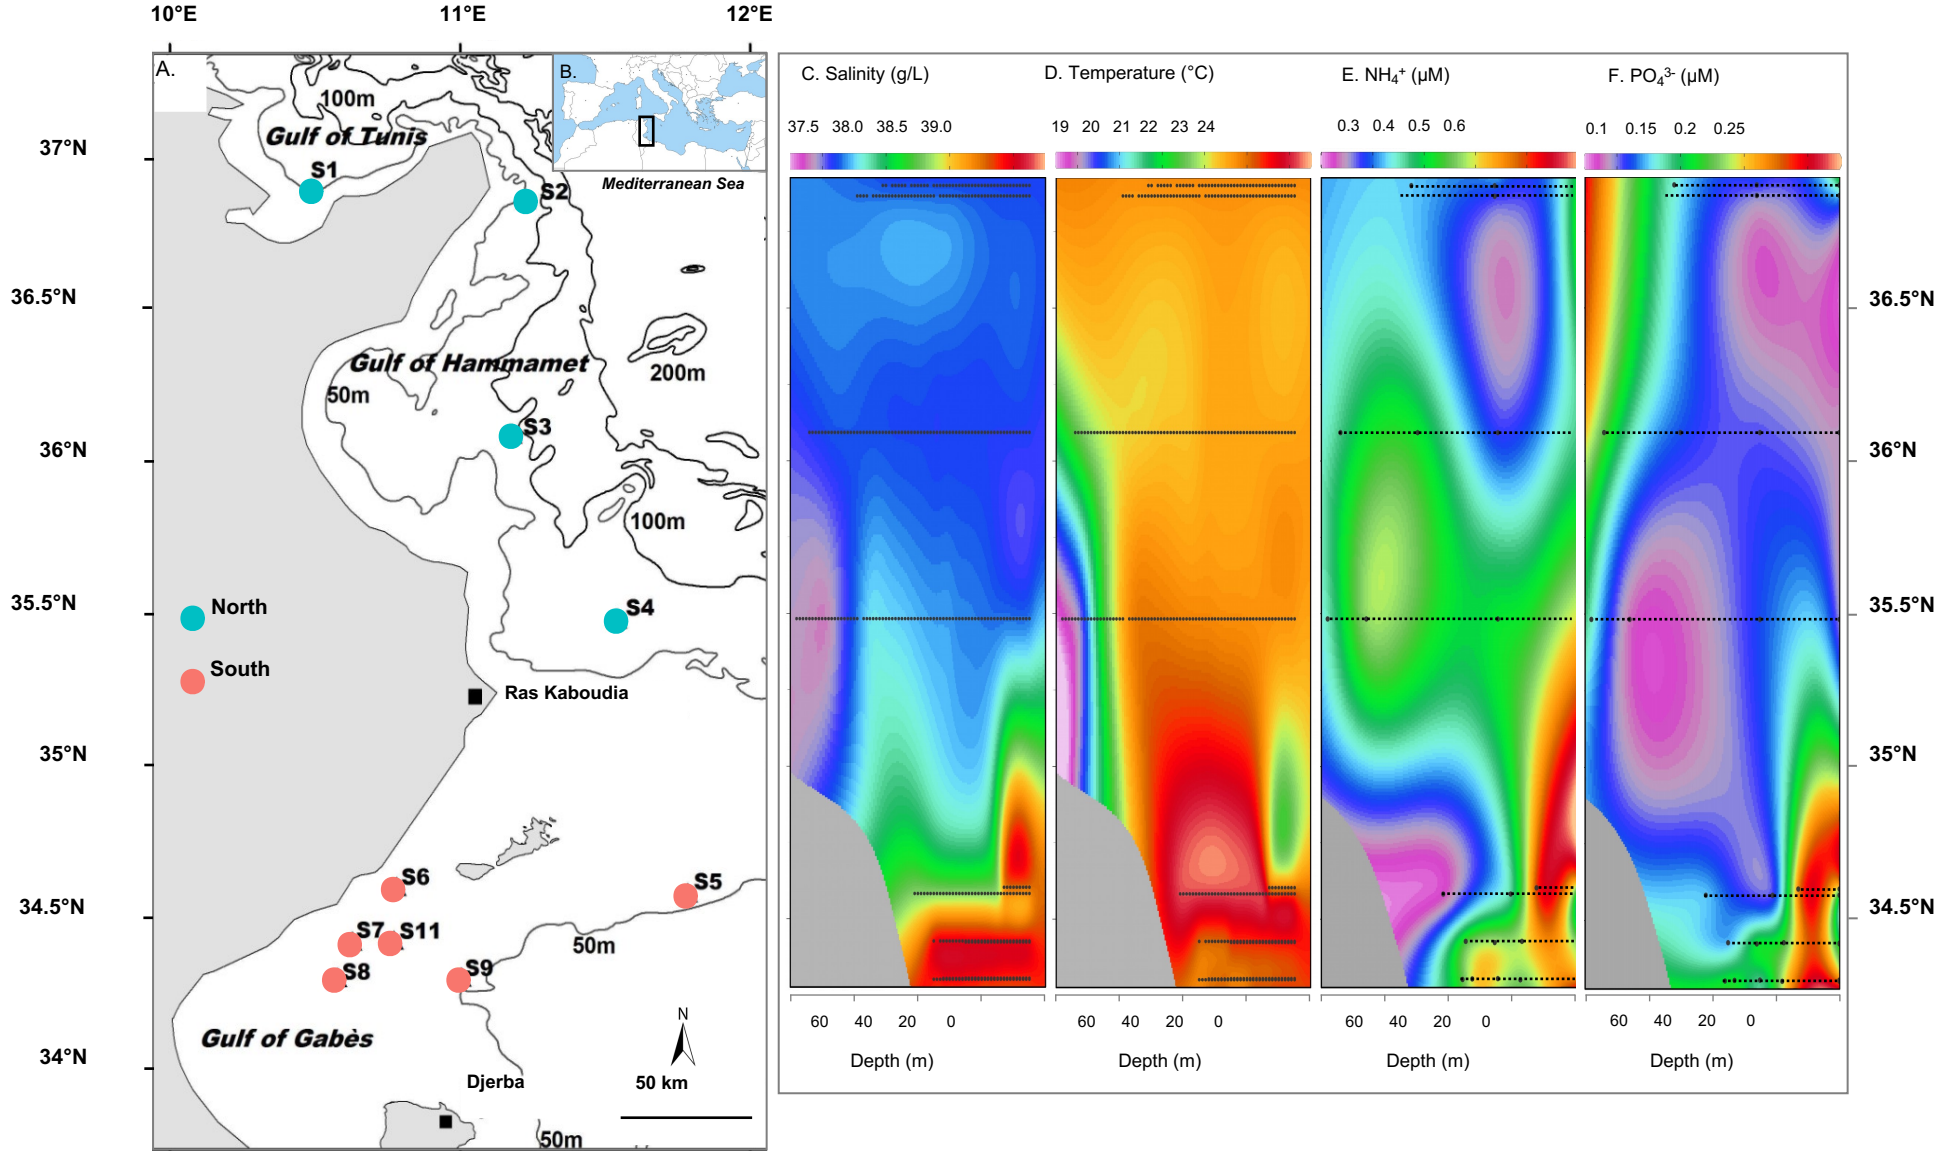 10°E 11°E 12°E
A.
B.
C. Salinity (g/L)
D. Temperature (°C)
E. NH₄⁺ (µM)
F. PO₄³⁻ (µM)
37.5 38.0 38.5 39.0
19 20 21 22 23 24
0.3 0.4 0.5 0.6
0.1 0.15 0.2 0.25
100m
Gulf of Tunis
S1
S2
Mediterranean Sea
37°N
36.5°N
36°N
35.5°N
35°N
34.5°N
34°N
Gulf of Hammamet
50m
200m
S3
100m
S4
North
South
Ras Kaboudia
S6
S5
S7
S11
S8
S9
50m
Gulf of Gabès
N
50 km
Djerba
50m
36.5°N
36°N
35.5°N
35°N
34.5°N
60 40 20 0
60 40 20 0
60 40 20 0
60 40 20 0
Depth (m)
Depth (m)
Depth (m)
Depth (m)